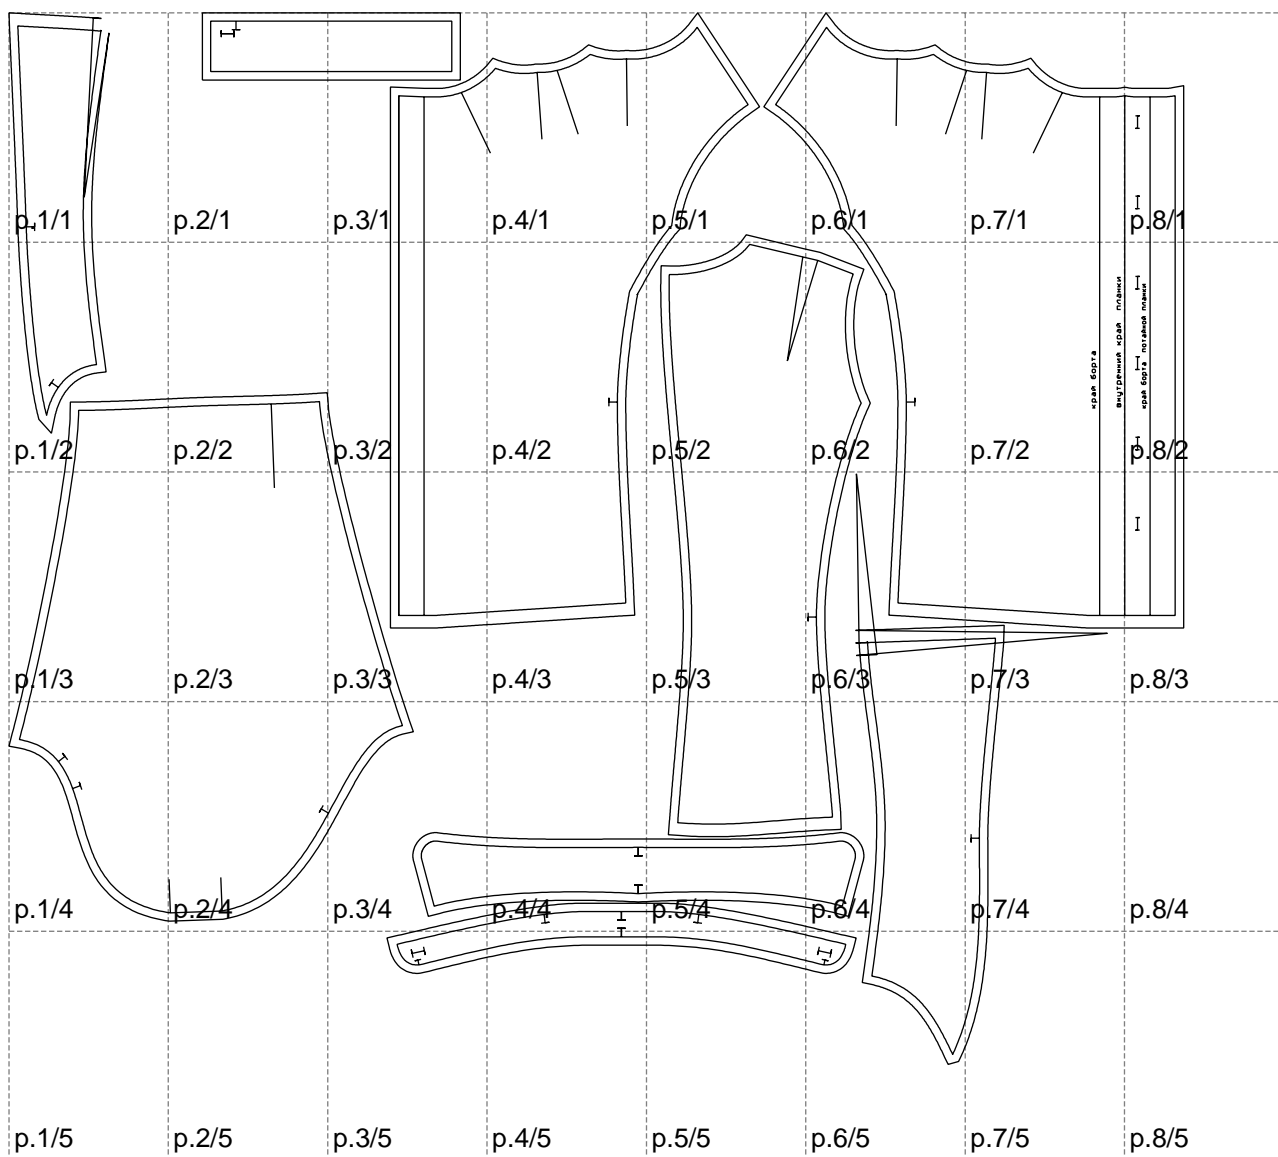 p.1/1 p.2/1 p.3/1 p.4/1 p.5/1 p.6/1 p.7/1 p.8/1
край борта
внутренний край планки
край борта потайной планки
p.1/2 p.2/2 p.3/2 p.4/2 p.5/2 p.6/2 p.7/2 p.8/2
p.1/3 p.2/3 p.3/3 p.4/3 p.5/3 p.6/3 p.7/3 p.8/3
p.1/4 p.2/4 p.3/4 p.4/4 p.5/4 p.6/4 p.7/4 p.8/4
p.1/5 p.2/5 p.3/5 p.4/5 p.5/5 p.6/5 p.7/5 p.8/5